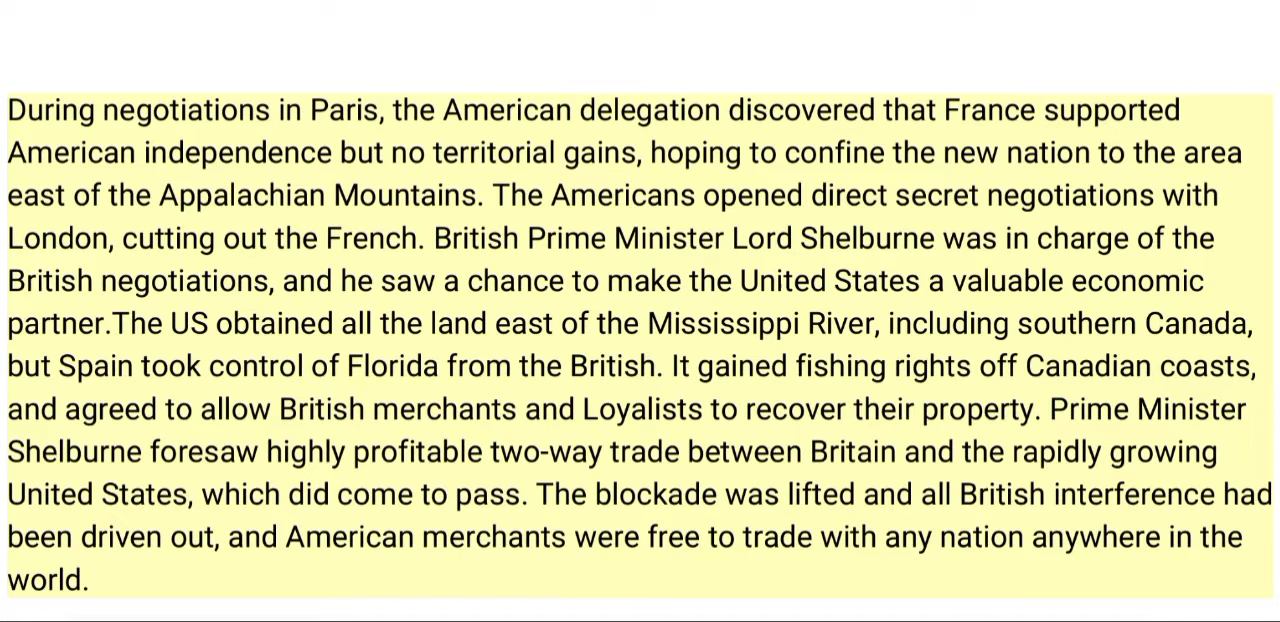 During negotiations in Paris, the American delegation discovered that France supported
American independence but no territorial gains, hoping to confine the new nation to the area
east of the Appalachian Mountains. The Americans opened direct secret negotiations with
London, cutting out the French. British Prime Minister Lord Shelburne was in charge of the
British negotiations, and he saw a chance to make the United States a valuable economic
partner.The US obtained all the land east of the Mississippi River, including southern Canada,
but Spain took control of Florida from the British. It gained fishing rights off Canadian coasts,
and agreed to allow British merchants and Loyalists to recover their property. Prime Minister
Shelburne foresaw highly profitable two-way trade between Britain and the rapidly growing
United States, which did come to pass. The blockade was lifted and all British interference had
been driven out, and American merchants were free to trade with any nation anywhere in the
world.